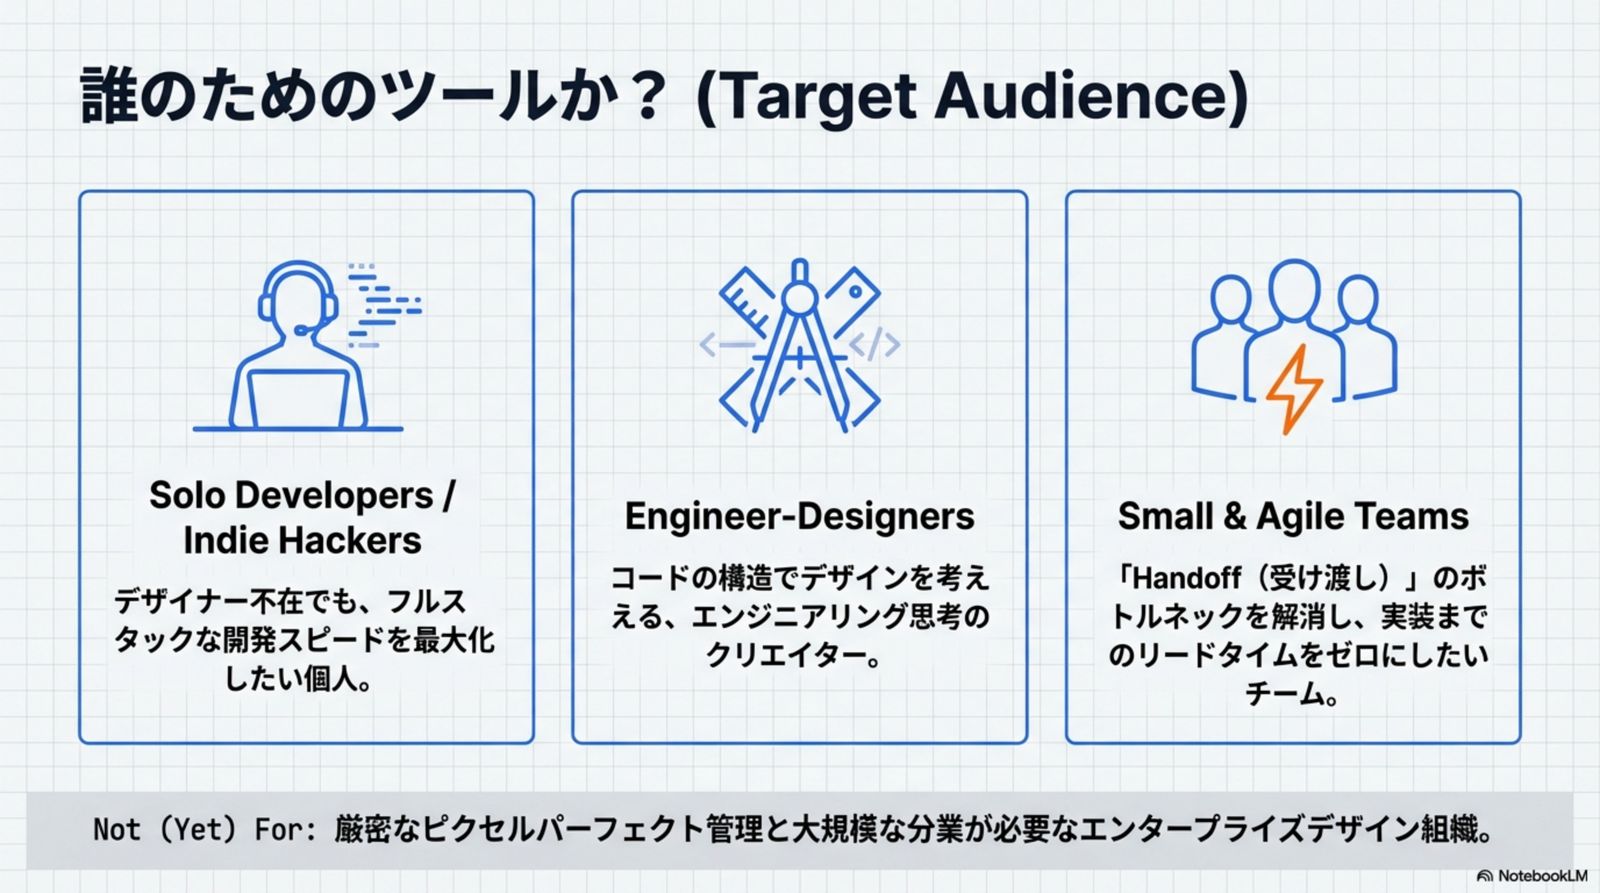 誰のためのツールか？ (Target Audience)
Solo Developers /
Indie Hackers
デザイナー不在でも、フルス
タックな開発スピードを最大化
したい個人。
Engineer-Designers
コードの構造でデザインを考え
える、エンジニアリング思考の
クリエイター。
Small & Agile Teams
「Handoff（受け渡し）」のボ
トルネックを解消し、実装まで
のリードタイムをゼロにしたい
チーム。
Not (Yet) For: 厳密なピクセルパーフェクト管理と大規模な分業が必要なエンタープライズデザイン組織。
NotebookLM